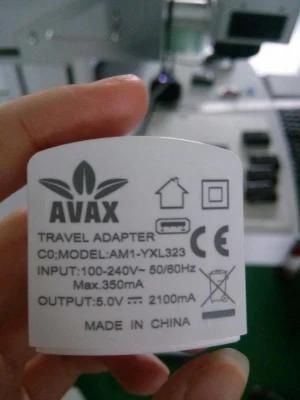 AVAX
TRAVEL ADAPTER
C0;MODEL:AM1-YXL323
INPUT:100-240V~ 50/60Hz
Max.350mA
OUTPUT:5.0V ⎓ 2100mA
MADE IN CHINA